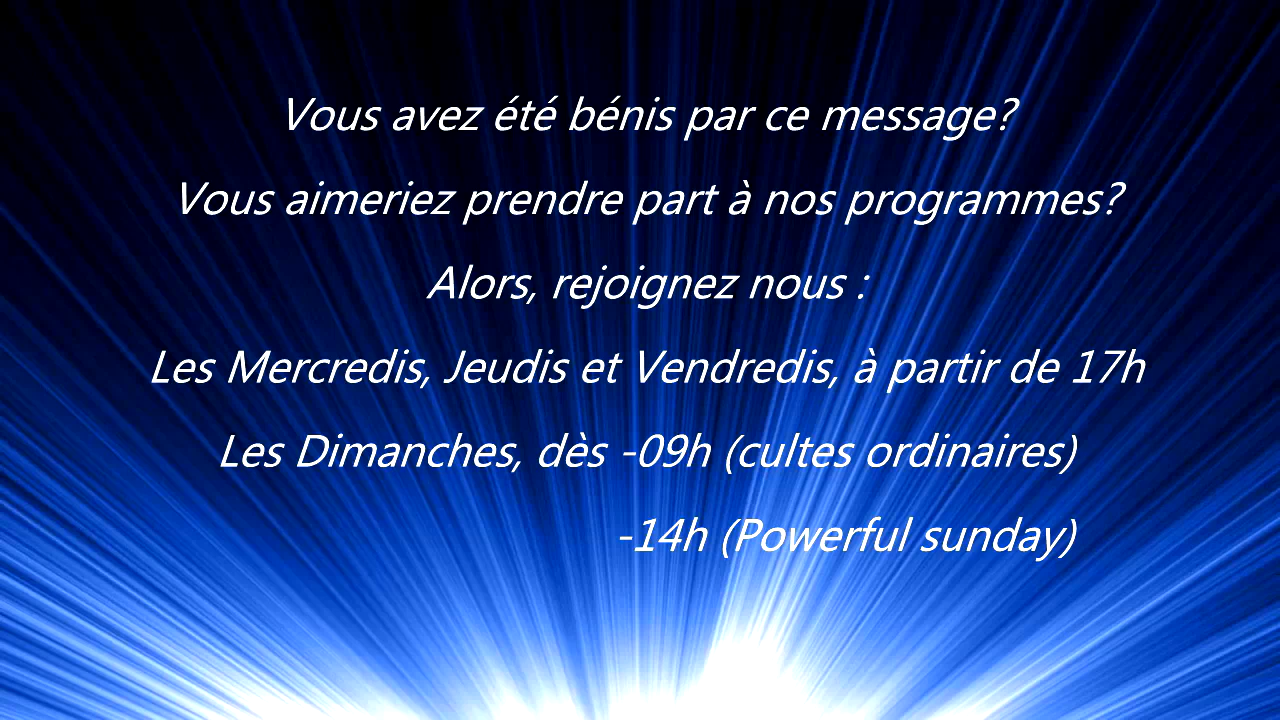 Vous avez été bénis par ce message?
Vous aimeriez prendre part à nos programmes?
Alors, rejoignez nous :
Les Mercredis, Jeudis et Vendredis, à partir de 17h
Les Dimanches, dès -09h (cultes ordinaires)
-14h (Powerful sunday)